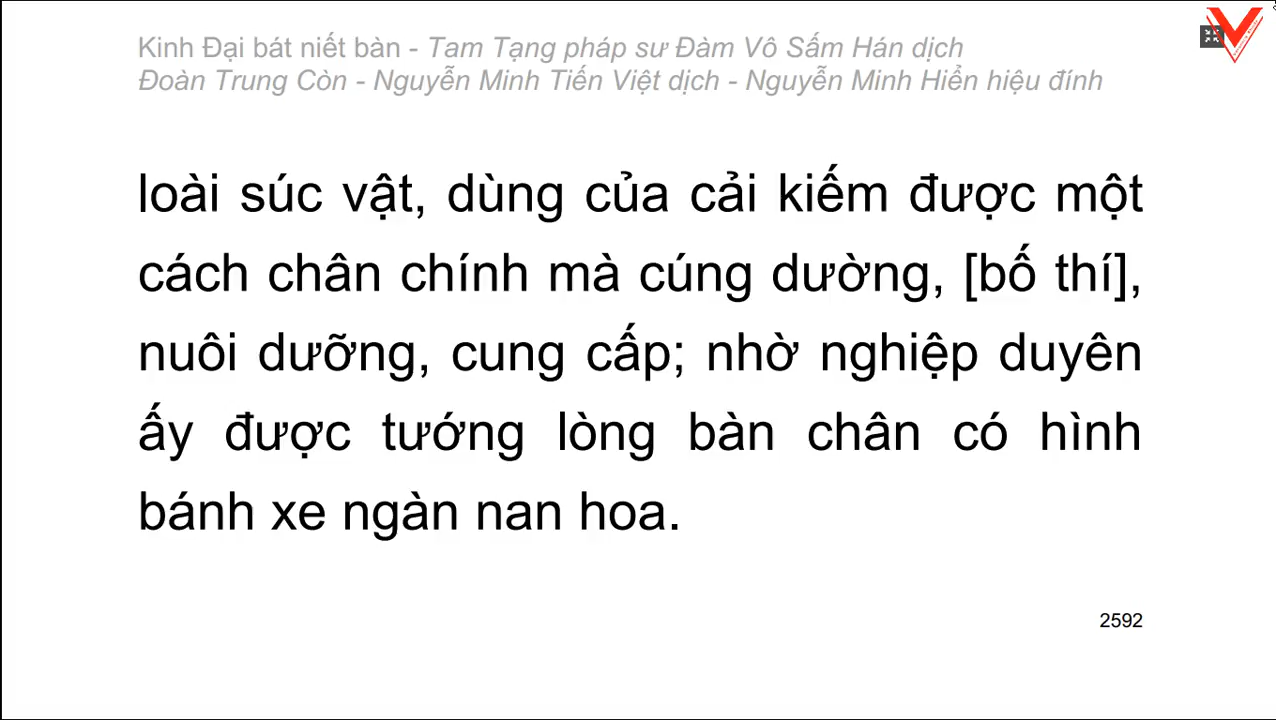 Kinh Đại bát niết bàn - Tam Tạng pháp sư Đàm Vô Sấm Hán dịch
Đoàn Trung Còn - Nguyễn Minh Tiến Việt dịch - Nguyễn Minh Hiển hiệu đính
loài súc vật, dùng của cải kiếm được một
cách chân chính mà cúng dường, [bố thí],
nuôi dưỡng, cung cấp; nhờ nghiệp duyên
ấy được tướng lòng bàn chân có hình
bánh xe ngàn nan hoa.
2592